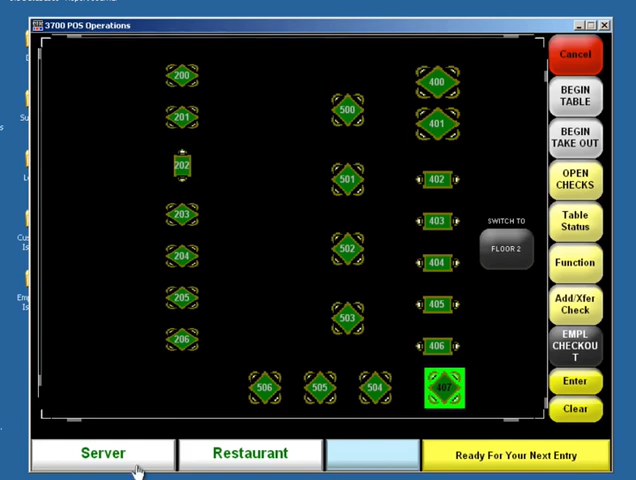 3700 POS Operations
200
201
202
203
204
205
206
500
501
502
503
400
401
402
403
404
405
406
506
505
504
407
SWITCH TO
FLOOR 2
Cancel
BEGIN
TABLE
BEGIN
TAKE OUT
OPEN
CHECKS
Table
Status
Function
Add/Xfer
Check
EMPL
CHECKOU
T
Enter
Clear
Server
Restaurant
Ready For Your Next Entry